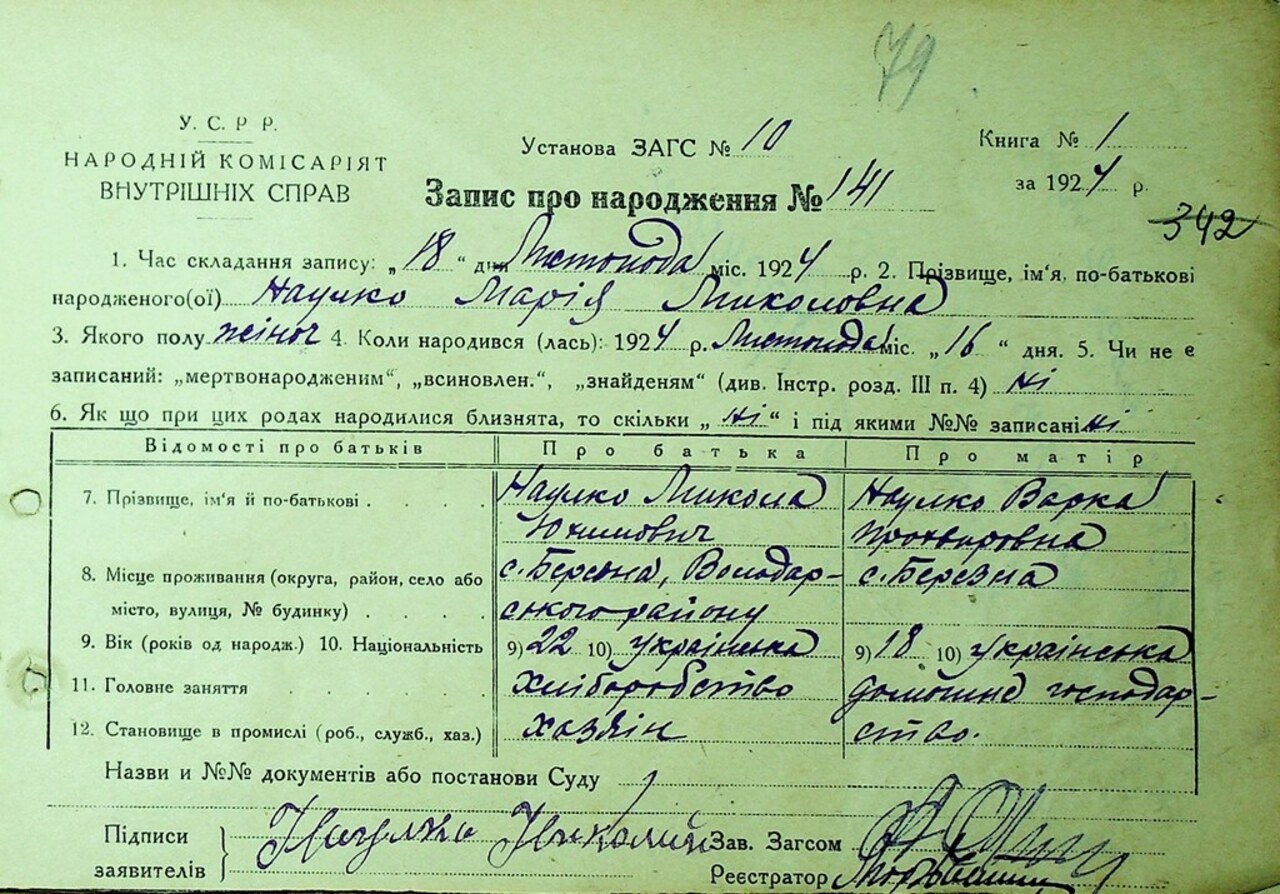 79
У. С. Р Р.
НАРОДНІЙ КОМІСАРІЯТ
ВНУТРІШНІХ СПРАВ
Установа ЗАГС № 10
Книга № 1
Запис про народження № 141
за 1924 р.
342
1. Час складання запису: „ 18 “ дня Листопада міс. 1924 р. 2. Прізвище, ім'я, по-батькові
народженого(ої) Наулко Марія Миколовна
3. Якого полу жіноч 4. Коли народився (лась): 1924 р. Листопада міс. „ 16 “ дня. 5. Чи не є
записаний: „мертвонародженим“, „всиновлен.“, „знайденям“ (див. Інстр. розд. III п. 4) Ні
6. Як що при цих родах народилися близнята, то скільки „ Ні “ і під якими №№ записані Ні
Відомості про батьків Про батька Про матір
7. Прізвище, ім'я й по-батькові . . . . Наулко Микола Наулко Варка
Юхимович
8. Місце проживання (округа, район, село або с. Березна, Володар- с. Березна
місто, вулиця, № будинку) . . . . ського району
9. Вік (років од народж.) 10. Національність 9) 22 10) українська 9) 18 10) українська
11. Головне заняття . . . . . хліборобство домошнє господар-
12. Становище в промислі (роб., служб., хаз.) хазяїн ство.
Назви и №№ документів або постанови Суду
Підписи
заявителів
Наулко Николай
Зав. Загсом
Реєстратор